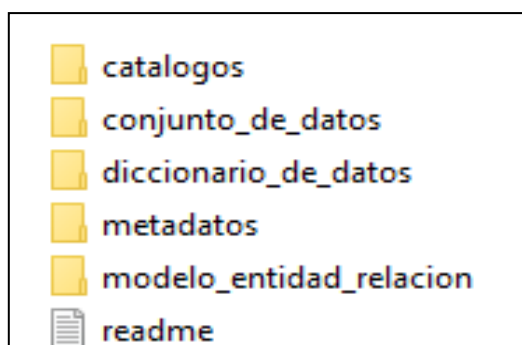 catalogos
conjunto_de_datos
diccionario_de_datos
metadatos
modelo_entidad_relacion
readme